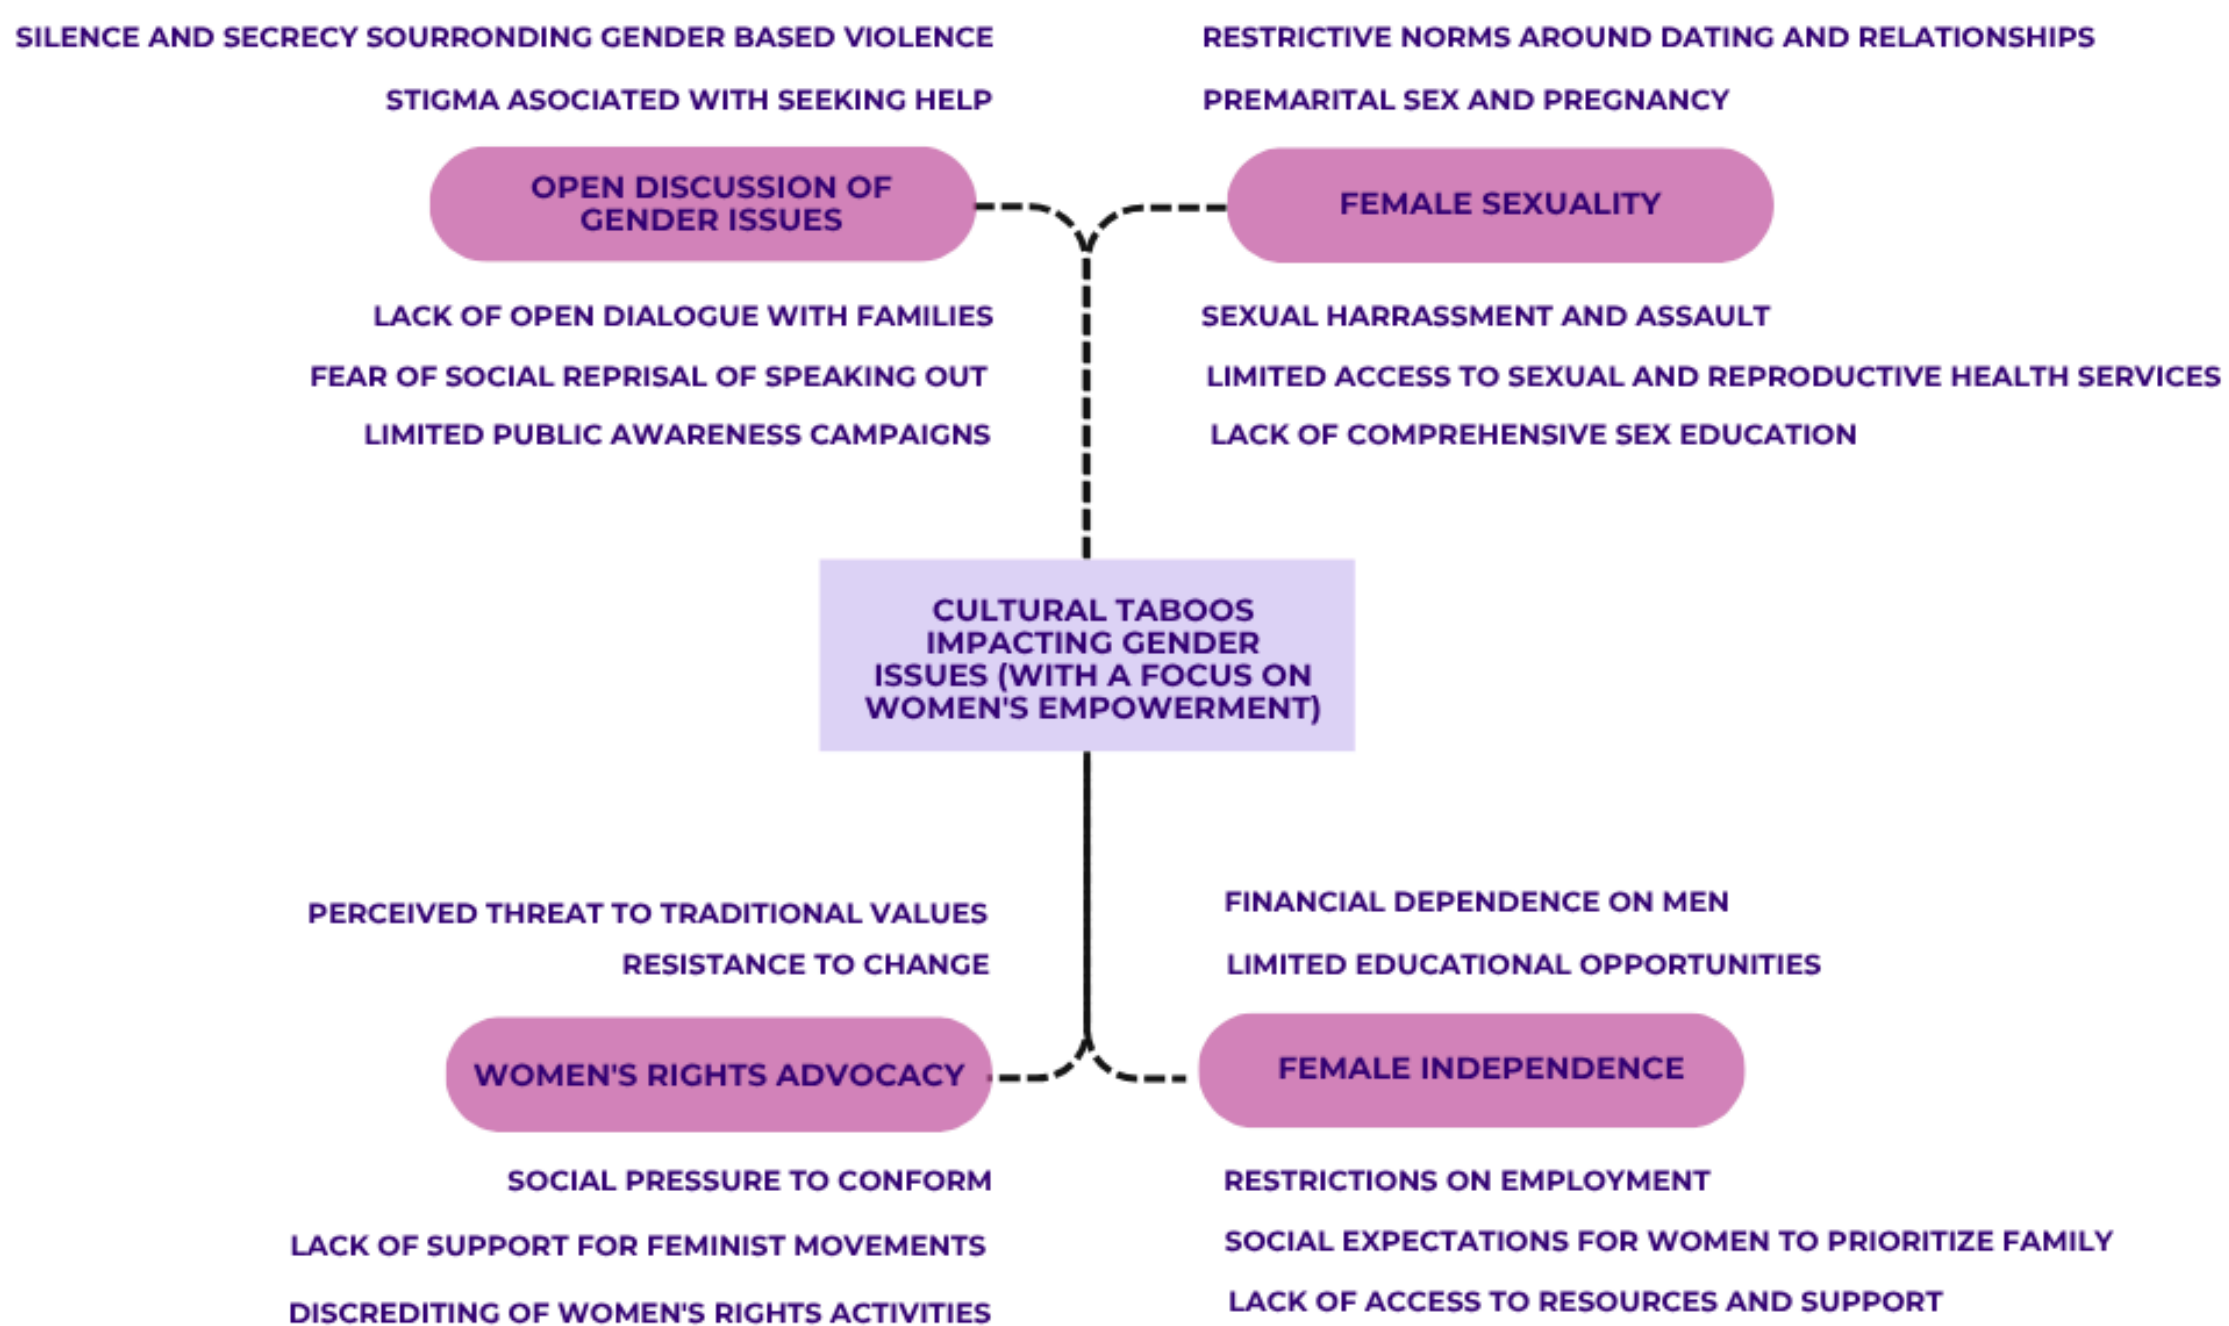 SILENCE AND SECRECY SOURRONDING GENDER BASED VIOLENCE
STIGMA ASOCIATED WITH SEEKING HELP
OPEN DISCUSSION OF
GENDER ISSUES
LACK OF OPEN DIALOGUE WITH FAMILIES
FEAR OF SOCIAL REPRISAL OF SPEAKING OUT
LIMITED PUBLIC AWARENESS CAMPAIGNS
RESTRICTIVE NORMS AROUND DATING AND RELATIONSHIPS
PREMARITAL SEX AND PREGNANCY
FEMALE SEXUALITY
SEXUAL HARRASSMENT AND ASSAULT
LIMITED ACCESS TO SEXUAL AND REPRODUCTIVE HEALTH SERVICES
LACK OF COMPREHENSIVE SEX EDUCATION
CULTURAL TABOOS
IMPACTING GENDER
ISSUES (WITH A FOCUS ON
WOMEN'S EMPOWERMENT)
PERCEIVED THREAT TO TRADITIONAL VALUES
RESISTANCE TO CHANGE
WOMEN'S RIGHTS ADVOCACY
SOCIAL PRESSURE TO CONFORM
LACK OF SUPPORT FOR FEMINIST MOVEMENTS
DISCREDITING OF WOMEN'S RIGHTS ACTIVITIES
FINANCIAL DEPENDENCE ON MEN
LIMITED EDUCATIONAL OPPORTUNITIES
FEMALE INDEPENDENCE
RESTRICTIONS ON EMPLOYMENT
SOCIAL EXPECTATIONS FOR WOMEN TO PRIORITIZE FAMILY
LACK OF ACCESS TO RESOURCES AND SUPPORT